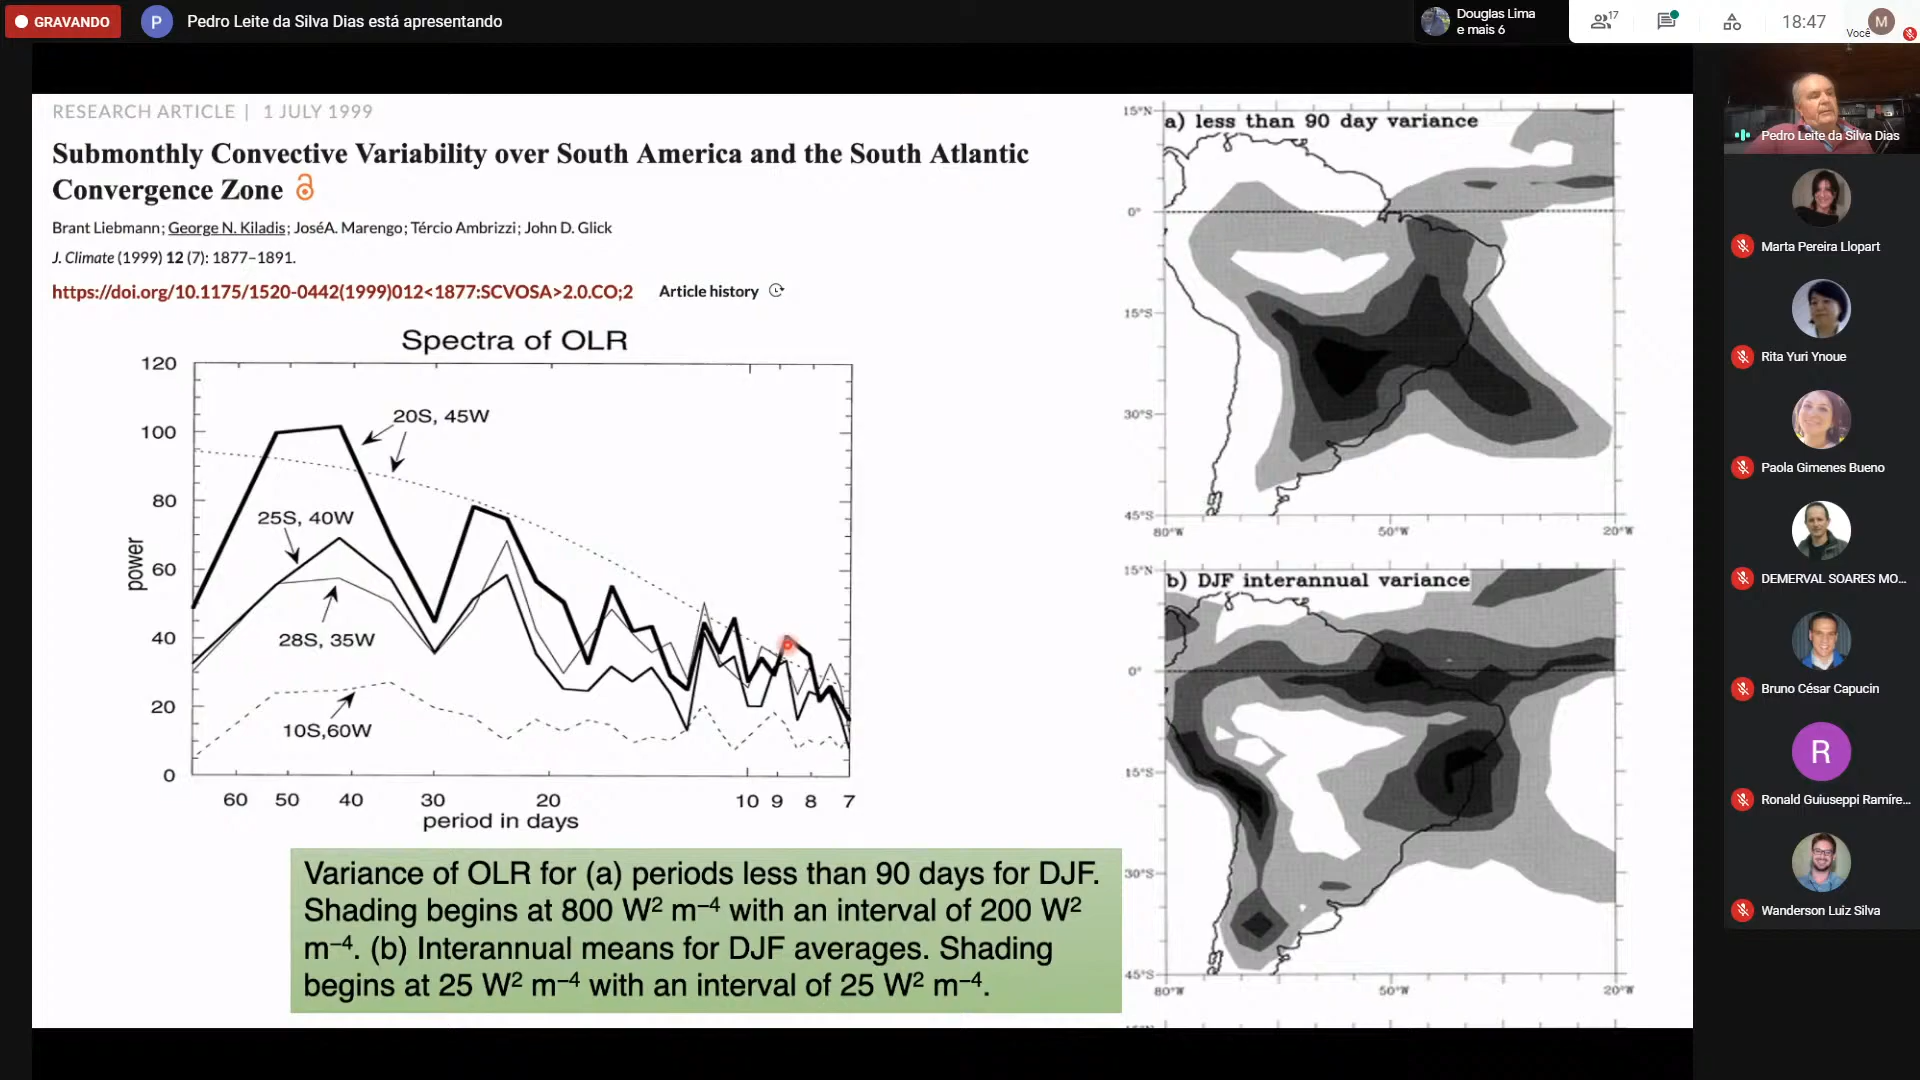 GRAVANDO
P
Pedro Leite da Silva Dias está apresentando
Douglas Lima
e mais 6
17
18:47
Você
M
RESEARCH ARTICLE | 1 JULY 1999
Submonthly Convective Variability over South America and the South Atlantic
Convergence Zone
Brant Liebmann; George N. Kiladis; JoséA. Marengo; Tércio Ambrizzi; John D. Glick
J. Climate (1999) 12 (7): 1877–1891.
https://doi.org/10.1175/1520-0442(1999)012<1877:SCVOSA>2.0.CO;2 Article history
Spectra of OLR
120
100
80
60
40
20
0
power
20S, 45W
25S, 40W
28S, 35W
10S,60W
60 50 40 30 20 10 9 8 7
period in days
Variance of OLR for (a) periods less than 90 days for DJF.
Shading begins at 800 W² m⁻⁴ with an interval of 200 W²
m⁻⁴. (b) Interannual means for DJF averages. Shading
begins at 25 W² m⁻⁴ with an interval of 25 W² m⁻⁴.
a) less than 90 day variance
15°N
0°
15°S
30°S
45°S
80°W 50°W 20°W
b) DJF interannual variance
15°N
0°
15°S
30°S
45°S
80°W 50°W 20°W
Pedro Leite da Silva Dias
Marta Pereira Llopart
Rita Yuri Ynoue
Paola Gimenes Bueno
DEMERVAL SOARES MO...
Bruno César Capucin
R
Ronald Guiuseppi Ramíre...
Wanderson Luiz Silva